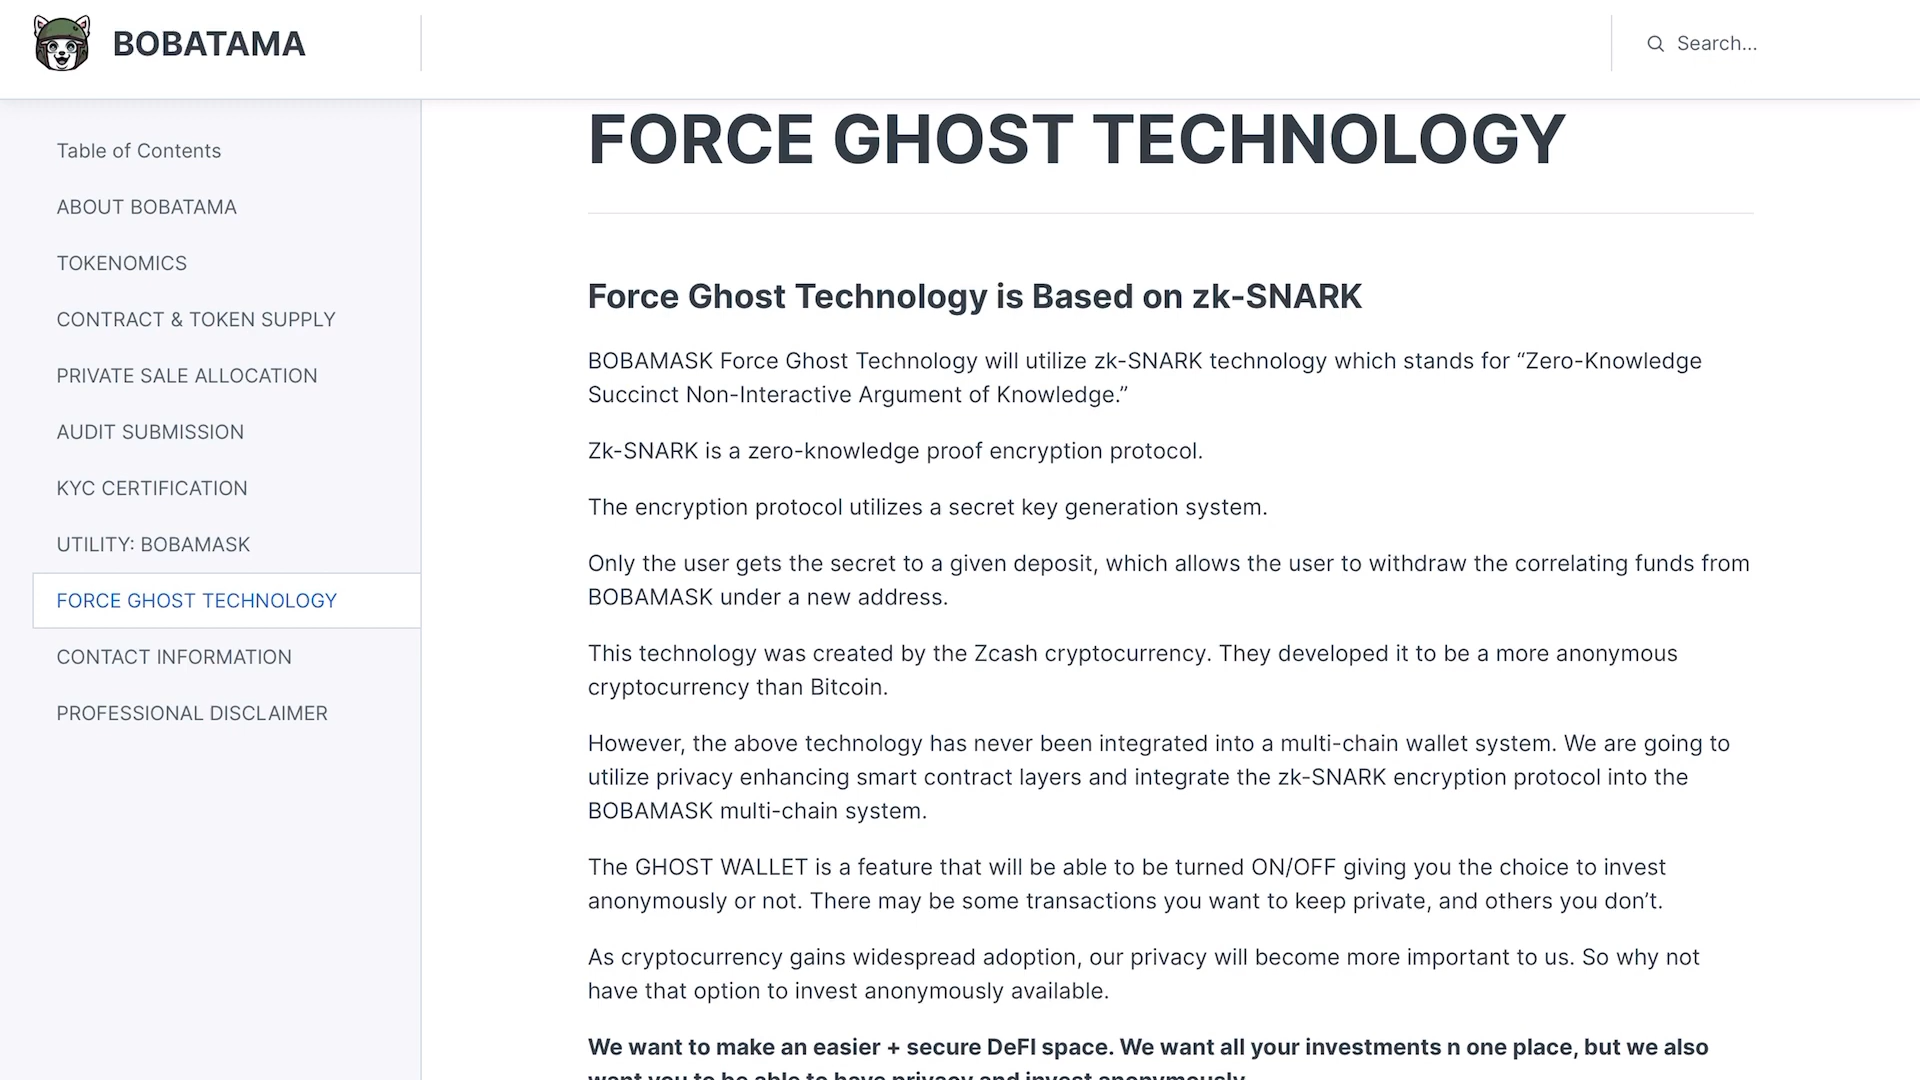 BOBATAMA
Search...
Table of Contents
ABOUT BOBATAMA
TOKENOMICS
CONTRACT & TOKEN SUPPLY
PRIVATE SALE ALLOCATION
AUDIT SUBMISSION
KYC CERTIFICATION
UTILITY: BOBAMASK
FORCE GHOST TECHNOLOGY
CONTACT INFORMATION
PROFESSIONAL DISCLAIMER
FORCE GHOST TECHNOLOGY
Force Ghost Technology is Based on zk-SNARK
BOBAMASK Force Ghost Technology will utilize zk-SNARK technology which stands for “Zero-Knowledge
Succinct Non-Interactive Argument of Knowledge.”
Zk-SNARK is a zero-knowledge proof encryption protocol.
The encryption protocol utilizes a secret key generation system.
Only the user gets the secret to a given deposit, which allows the user to withdraw the correlating funds from
BOBAMASK under a new address.
This technology was created by the Zcash cryptocurrency. They developed it to be a more anonymous
cryptocurrency than Bitcoin.
However, the above technology has never been integrated into a multi-chain wallet system. We are going to
utilize privacy enhancing smart contract layers and integrate the zk-SNARK encryption protocol into the
BOBAMASK multi-chain system.
The GHOST WALLET is a feature that will be able to be turned ON/OFF giving you the choice to invest
anonymously or not. There may be some transactions you want to keep private, and others you don’t.
As cryptocurrency gains widespread adoption, our privacy will become more important to us. So why not
have that option to invest anonymously available.
We want to make an easier + secure DeFI space. We want all your investments n one place, but we also
want you to be able to have privacy and invest anonymously.